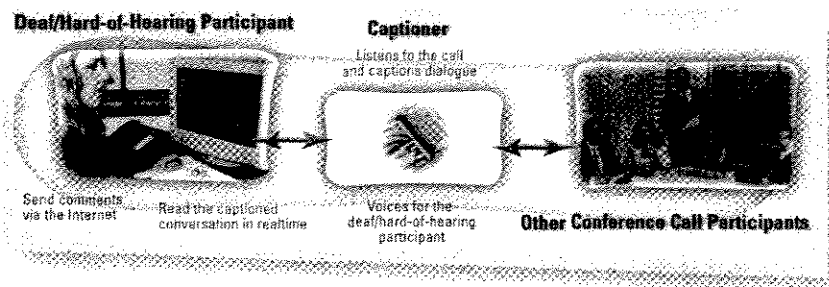 Deaf/Hard-of-Hearing Participant
Captioner
Listens to the call
and captions dialogue
Send comments
via the Internet
Read the captioned
conversation in realtime
Voices for the
deaf/hard-of-hearing
participant
Other Conference Call Participants